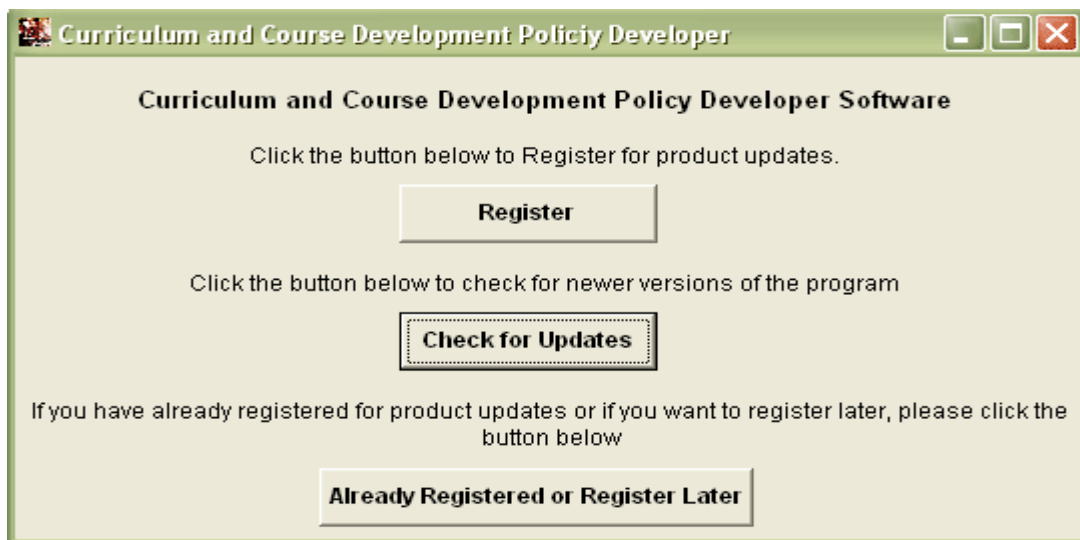 Curriculum and Course Development Policiy Developer
Curriculum and Course Development Policy Developer Software
Click the button below to Register for product updates.
Register
Click the button below to check for newer versions of the program
Check for Updates
If you have already registered for product updates or if you want to register later, please click the
button below
Already Registered or Register Later